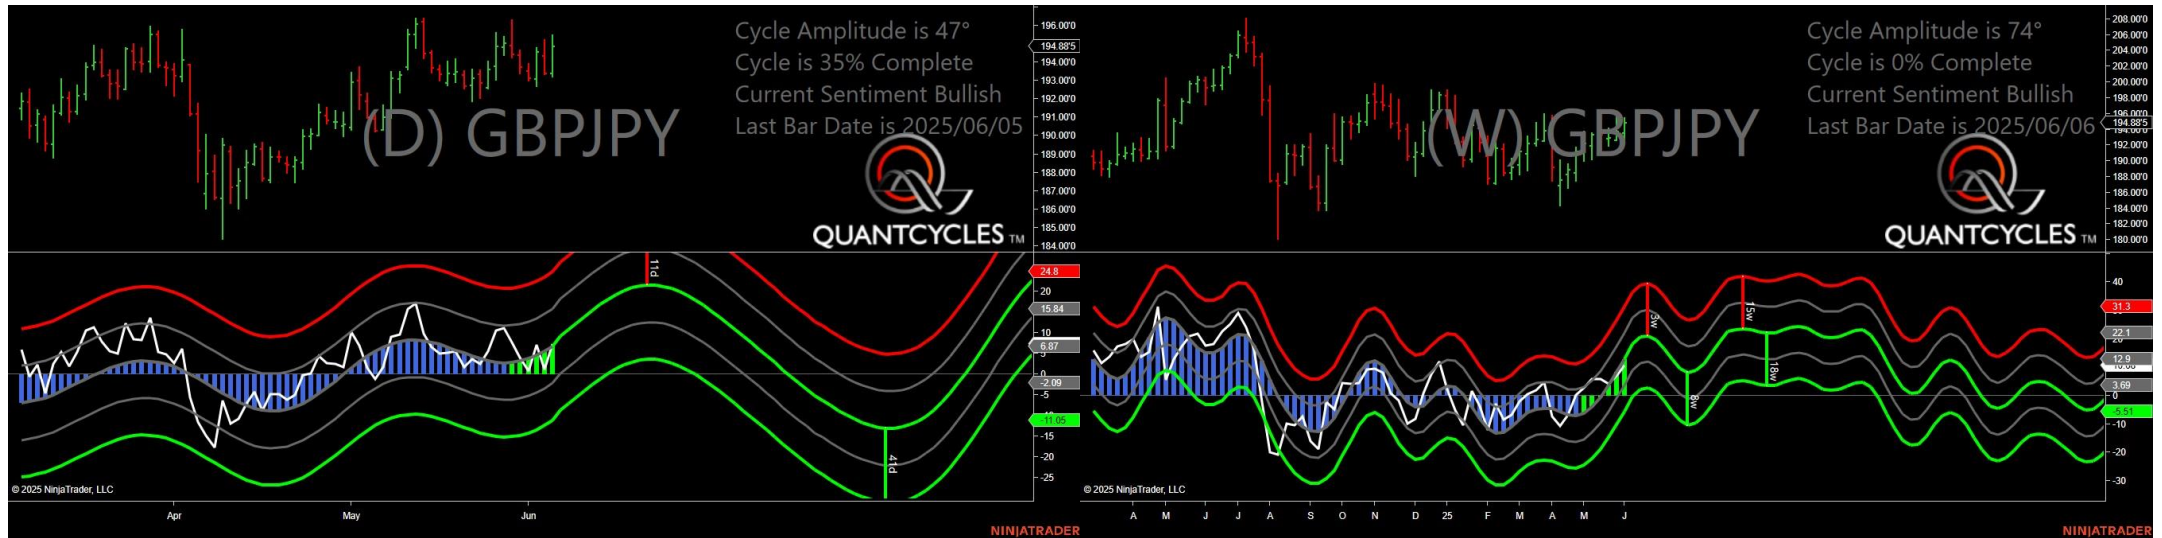 Cycle Amplitude is 47°
Cycle is 35% Complete
Current Sentiment Bullish
Last Bar Date is 2025/06/05
(D) GBPJPY
QUANTCYCLES TM
196.00'0
194.88'5
194.00'0
193.00'0
192.00'0
191.00'0
190.00'0
189.00'0
188.00'0
187.00'0
186.00'0
185.00'0
184.00'0
11d
24.8
20
15.84
10
6.87
0
-2.09
-5
-11.05
-15
-20
-25
41d
© 2025 NinjaTrader, LLC
Apr May Jun
NINJATRADER
Cycle Amplitude is 74°
Cycle is 0% Complete
Current Sentiment Bullish
Last Bar Date is 2025/06/06
(W) GBPJPY
QUANTCYCLES TM
208.00'0
206.00'0
204.00'0
202.00'0
200.00'0
198.00'0
196.00'0
194.88'5
192.00'0
190.00'0
188.00'0
186.00'0
184.00'0
182.00'0
180.00'0
3w
15w
8w
18w
40
31.3
22.1
12.9
3.69
0
-5.51
-10
-20
-30
© 2025 NinjaTrader, LLC
A M J J A S O N D 25 F M A M J
NINJATRADER